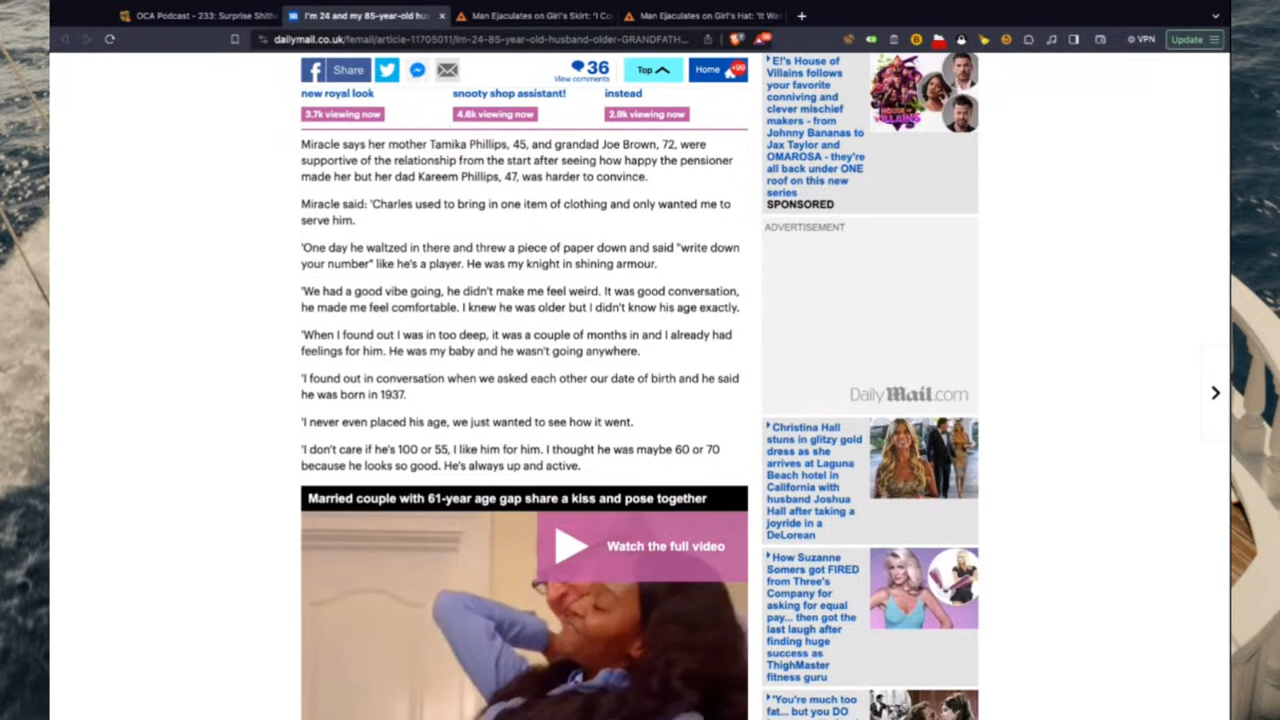 OCA Podcast - 233: Surprise Shith
I'm 24 and my 85-year-old hu
Man Ejaculates on Girl's Skirt: 'I Co
Man Ejaculates on Girl's Hat: 'It Wa
dailymail.co.uk/femail/article-11705011/Im-24-85-year-old-husband-older-GRANDFATH...
VPN
Update
Share
36
View comments
Top
Home
+99
new royal look
snooty shop assistant!
instead
3.7k viewing now
4.6k viewing now
2.9k viewing now
Miracle says her mother Tamika Phillips, 45, and grandad Joe Brown, 72, were
supportive of the relationship from the start after seeing how happy the pensioner
made her but her dad Kareem Phillips, 47, was harder to convince.
Miracle said: 'Charles used to bring in one item of clothing and only wanted me to
serve him.
'One day he waltzed in there and threw a piece of paper down and said "write down
your number" like he's a player. He was my knight in shining armour.
'We had a good vibe going, he didn't make me feel weird. It was good conversation,
he made me feel comfortable. I knew he was older but I didn't know his age exactly.
'When I found out I was in too deep, it was a couple of months in and I already had
feelings for him. He was my baby and he wasn't going anywhere.
'I found out in conversation when we asked each other our date of birth and he said
he was born in 1937.
'I never even placed his age, we just wanted to see how it went.
'I don't care if he's 100 or 55, I like him for him. I thought he was maybe 60 or 70
because he looks so good. He's always up and active.
Married couple with 61-year age gap share a kiss and pose together
Watch the full video
E!'s House of
Villains follows
your favorite
conniving and
clever mischief
makers - from
Johnny Bananas to
Jax Taylor and
OMAROSA - they're
all back under ONE
roof on this new
series
SPONSORED
ADVERTISEMENT
Daily Mail.com
Christina Hall
stuns in glitzy gold
dress as she
arrives at Laguna
Beach hotel in
California with
husband Joshua
Hall after taking a
joyride in a
DeLorean
How Suzanne
Somers got FIRED
from Three's
Company for
asking for equal
pay... then got the
last laugh after
finding huge
success as
ThighMaster
fitness guru
'You're much too
fat... but you DO